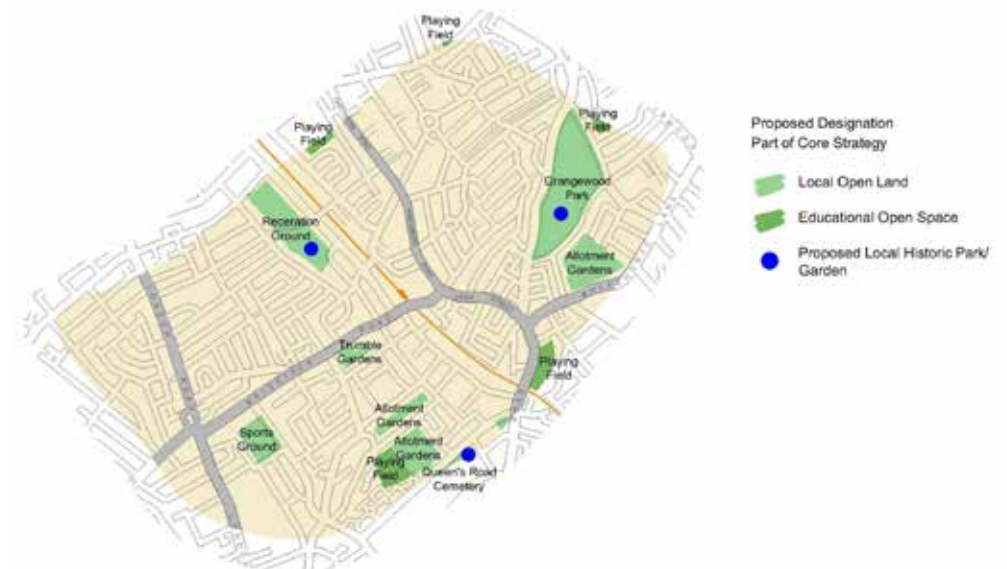 Playing
Field
Playing
Field
Playing
Field
Grangewood
Park
Receration
Ground
Allotment
Gardens
Trumble
Gardens
Playing
Field
Allotment
Gardens
Sports
Ground
Allotment
Gardens
Playing
Field
Queen's Road
Cemetery
Proposed Designation
Part of Core Strategy
Local Open Land
Educational Open Space
Proposed Local Historic Park/
Garden